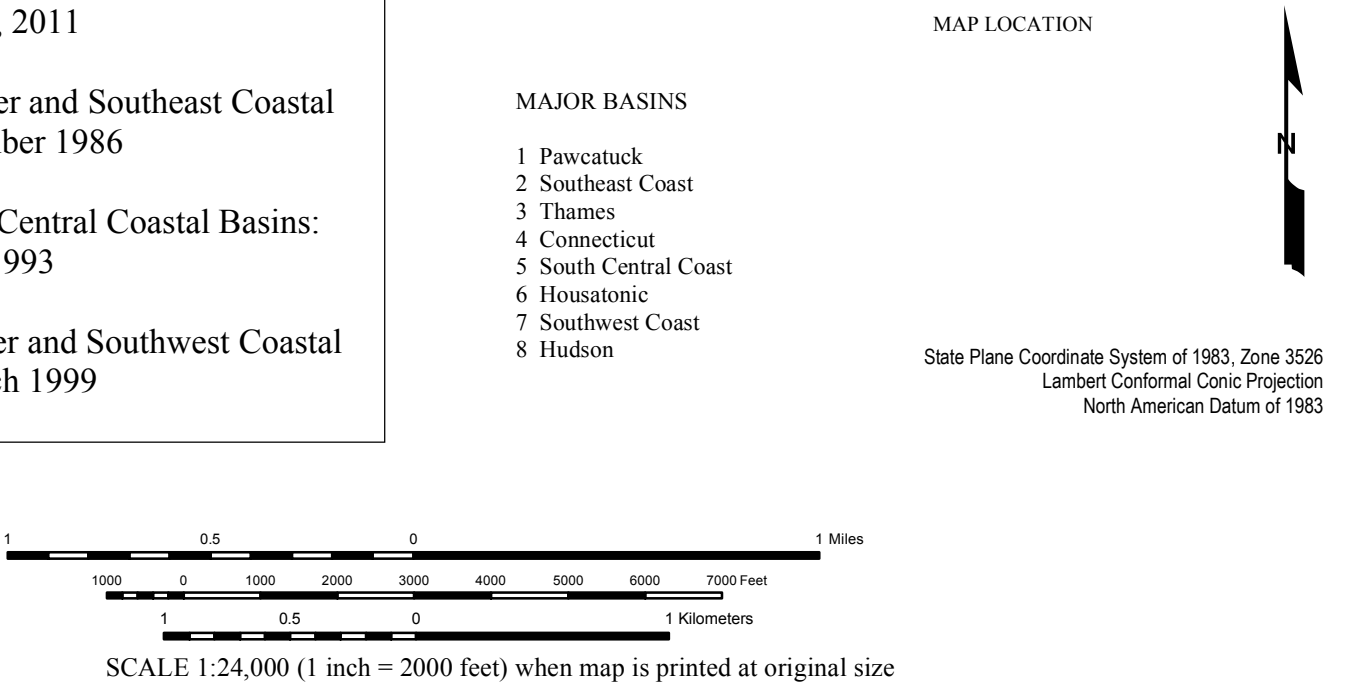 , 2011
er and Southeast Coastal
ber 1986
Central Coastal Basins:
993
er and Southwest Coastal
ch 1999
MAJOR BASINS
1 Pawcatuck
2 Southeast Coast
3 Thames
4 Connecticut
5 South Central Coast
6 Housatonic
7 Southwest Coast
8 Hudson
MAP LOCATION
N
State Plane Coordinate System of 1983, Zone 3526
Lambert Conformal Conic Projection
North American Datum of 1983
1 0.5 0 1 Miles
1000 0 1000 2000 3000 4000 5000 6000 7000 Feet
1 0.5 0 1 Kilometers
SCALE 1:24,000 (1 inch = 2000 feet) when map is printed at original size